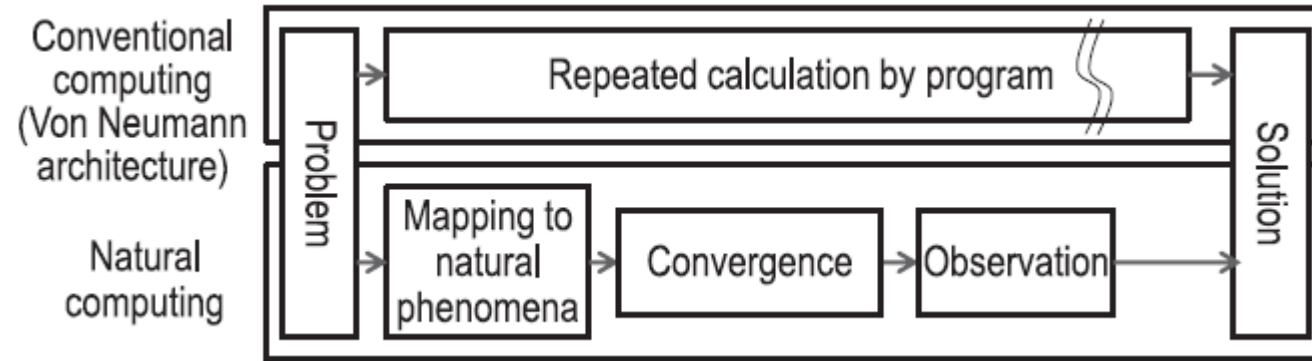 Conventional
computing
(Von Neumann
architecture)
Problem
Repeated calculation by program
Solution
Natural
computing
Mapping to
natural
phenomena
Convergence
Observation